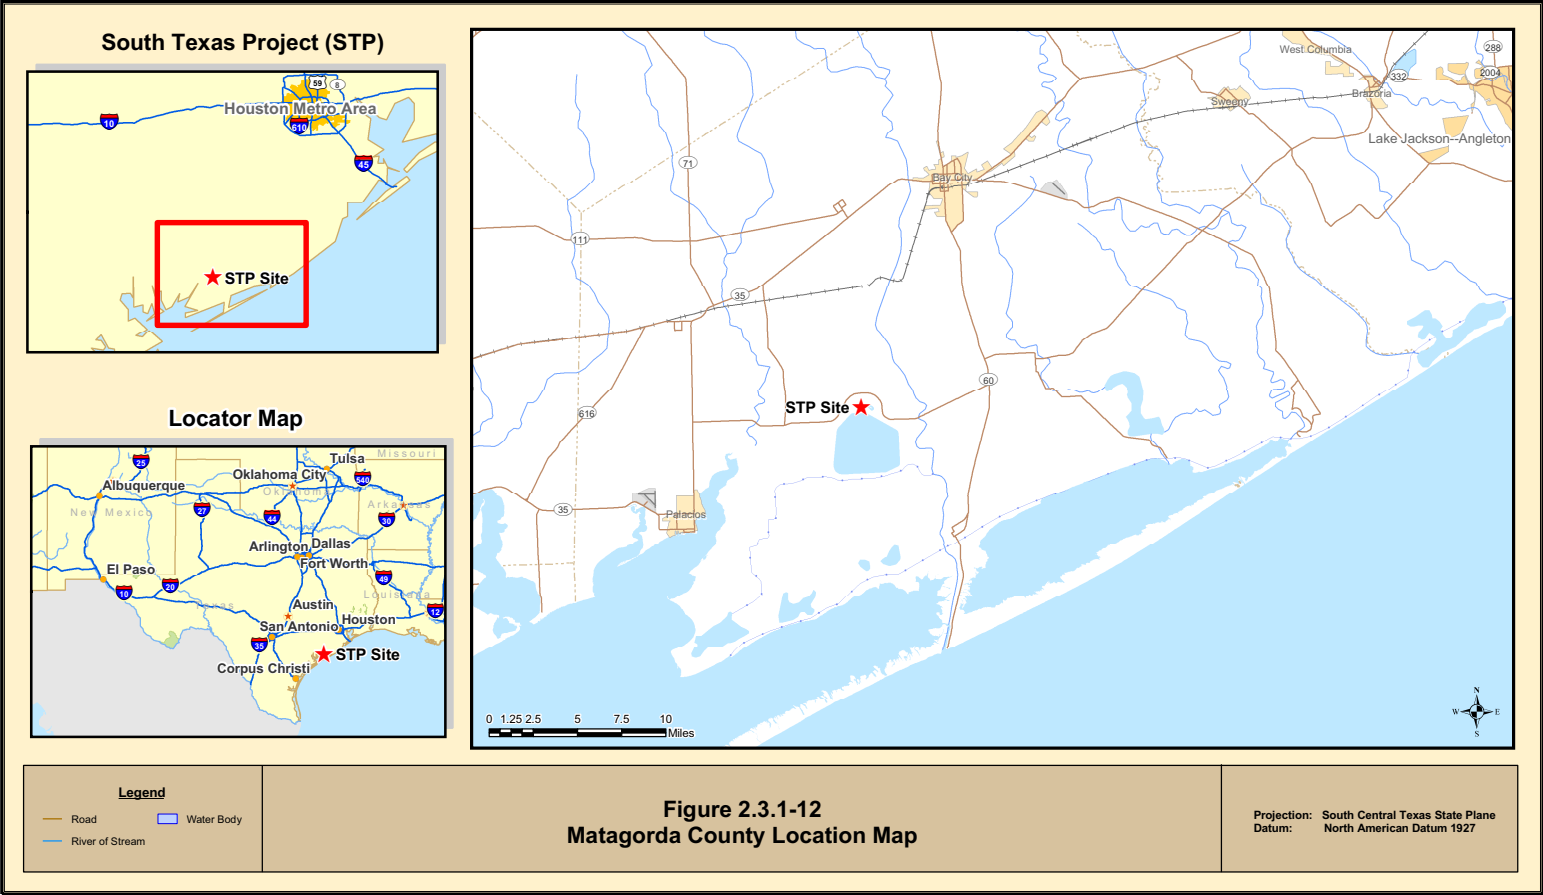 South Texas Project (STP)
59
8
Houston Metro Area
10
610
45
STP Site
Locator Map
Missouri
25
Tulsa
Oklahoma City
540
Albuquerque
Oklahoma
Arkansas
New Mexico
27
44
30
Arlington
Dallas
Fort Worth
El Paso
49
20
10
Louisiana
Texas
Austin
12
San Antonio
Houston
35
STP Site
Corpus Christi
West Columbia
288
332
2004
Brazoria
Sweeny
Lake Jackson--Angleton
71
Bay City
111
35
60
STP Site
616
35
Palacios
0 1.25 2.5 5 7.5 10
Miles
N
W E
S
Legend
Road
Water Body
River of Stream
Figure 2.3.1-12
Matagorda County Location Map
Projection: South Central Texas State Plane
Datum: North American Datum 1927